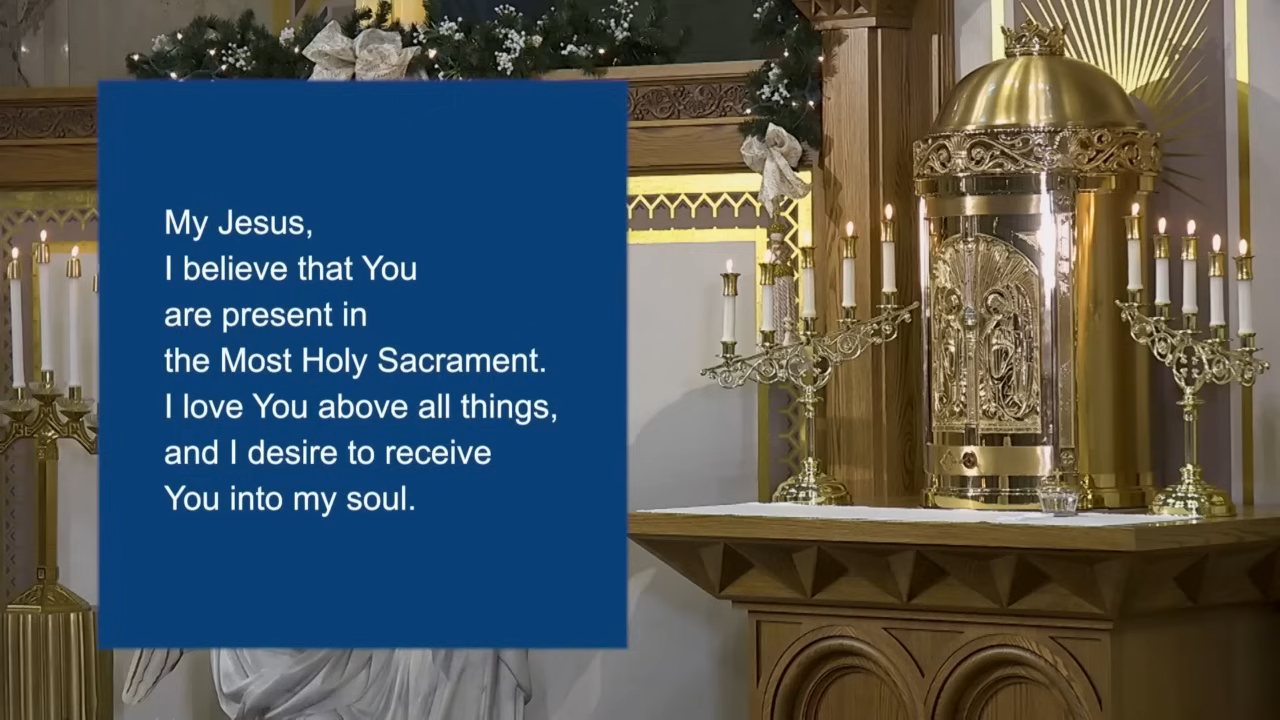 My Jesus,
I believe that You
are present in
the Most Holy Sacrament.
I love You above all things,
and I desire to receive
You into my soul.